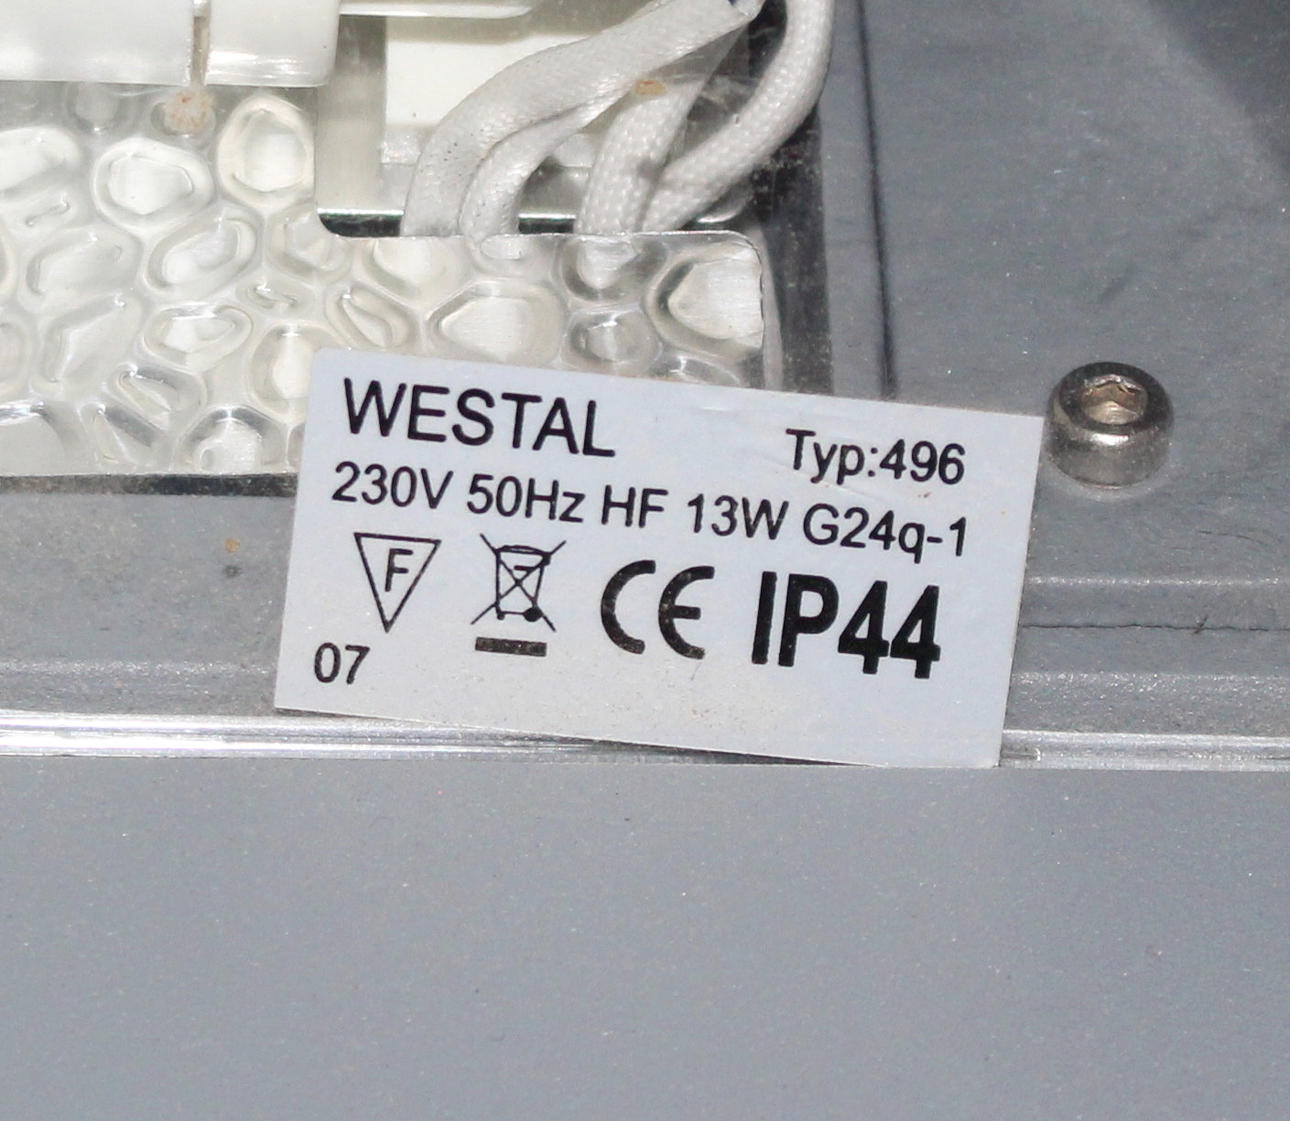 WESTAL
Typ:496
230V 50Hz HF 13W G24q-1
F
CE IP44
07